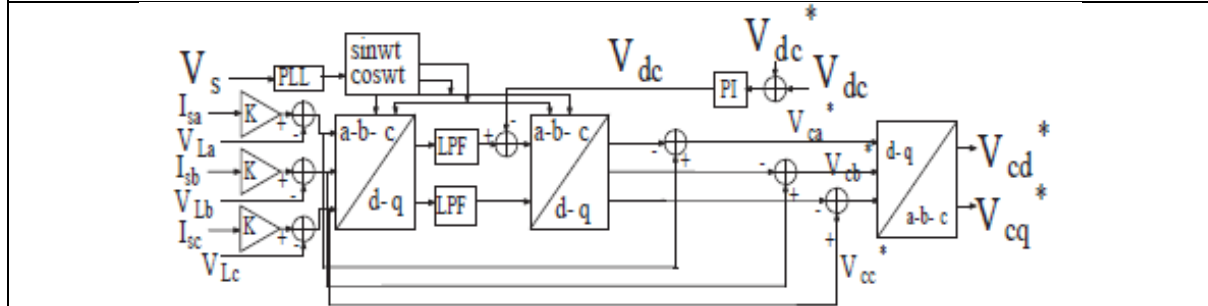 V_s
PLL
sinwt
coswt
V_dc
PI
V_dc*
V_dc
I_sa
K
+
-
V_La
I_sb
K
+
-
V_Lb
I_sc
K
+
-
V_Lc
a-b-c
d-q
LPF
LPF
+
-
a-b-c
d-q
-
+
-
+
-
+
V_ca*
V_cb*
V_cc*
d-q
a-b-c
V_cd*
V_cq*